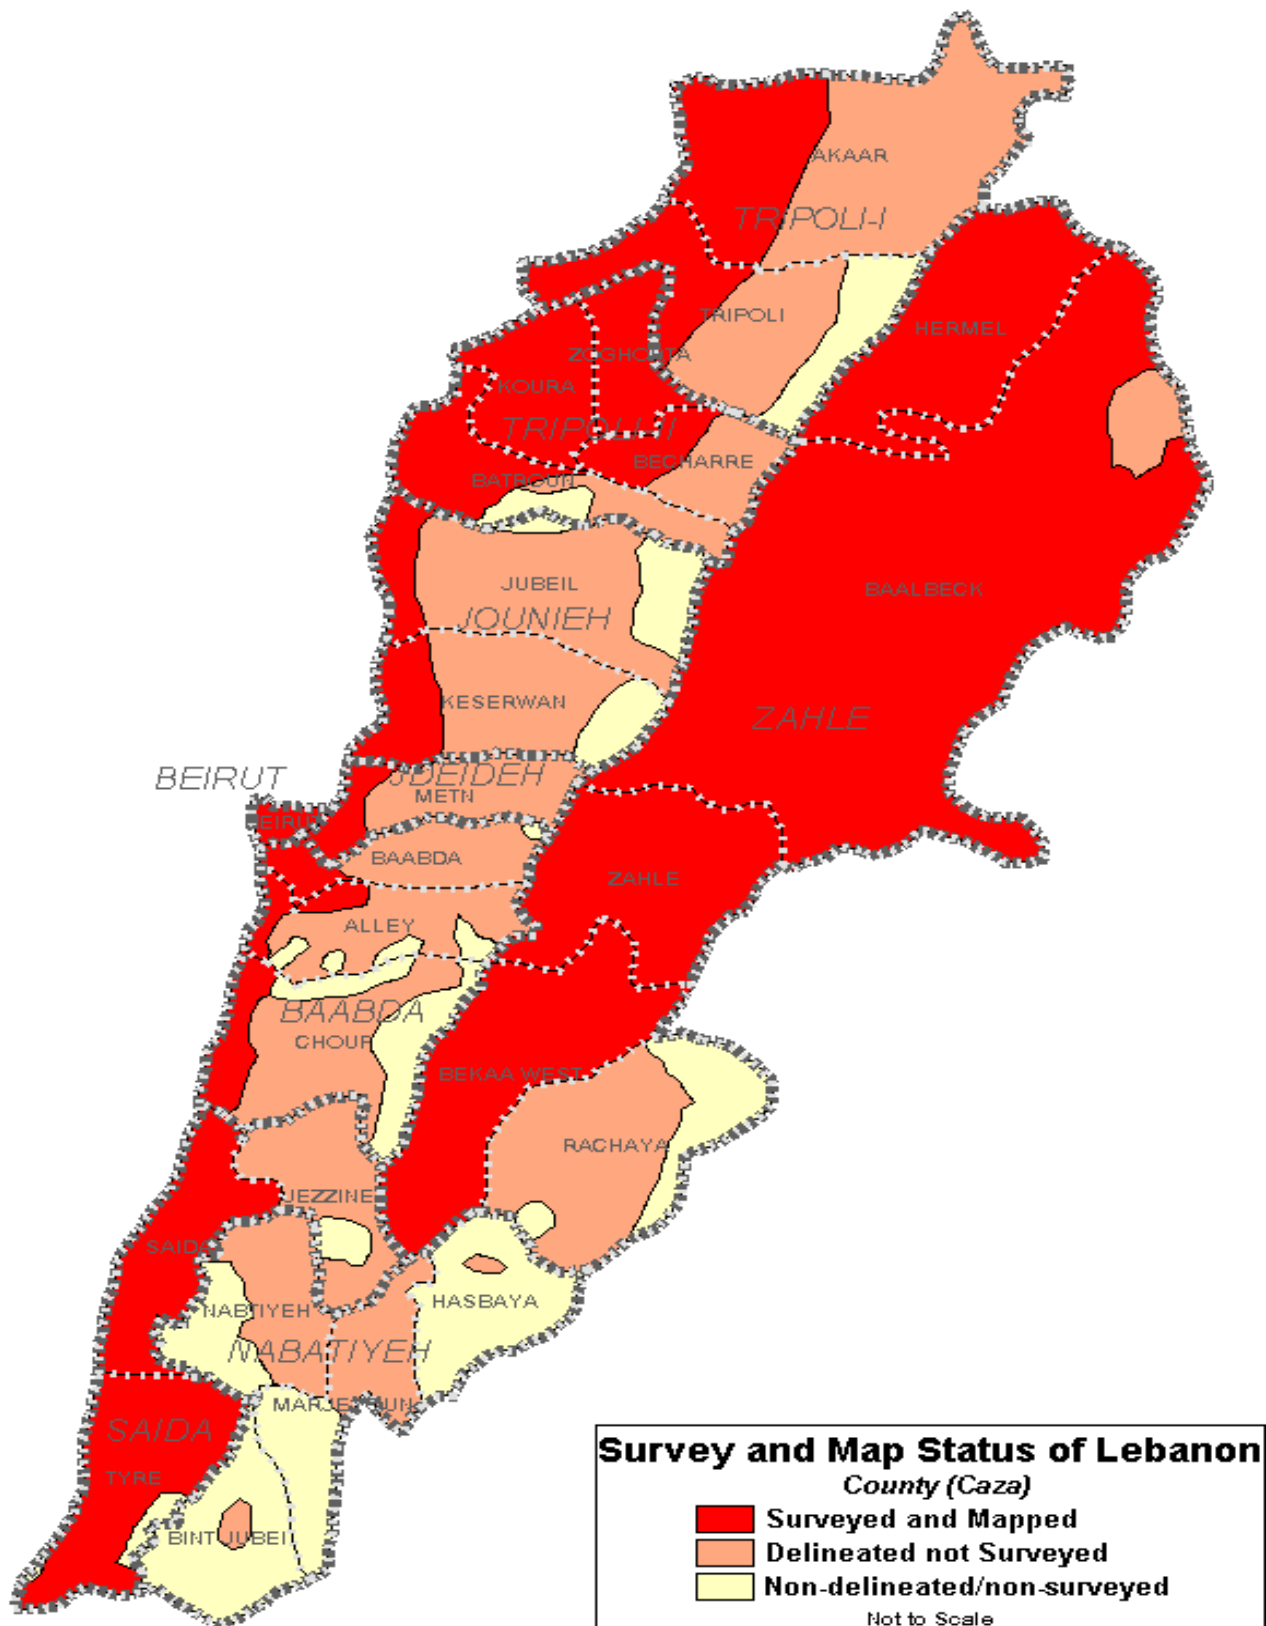 AKAAR
TRIPOLI-I
TRIPOLI
HERMEL
ZOGHORTA
KOURA
TRIPOLI-II
BECHARRE
BATROUN
JUBEIL
BAALBECK
JOUNIEH
KESERWAN
ZAHLE
BEIRUT
JDEIDEH
METN
BEIRUT
BAABDA
ZAHLE
ALLEY
BAABDA
CHOUF
BEKAA WEST
RACHAYA
JEZZINE
SAIDA
HASBAYA
NABTIYEH
NABATIYEH
MARJEYOUN
SAIDA
TYRE
BINT JUBEIL
Survey and Map Status of Lebanon
County (Caza)
Surveyed and Mapped
Delineated not Surveyed
Non-delineated/non-surveyed
Not to Scale